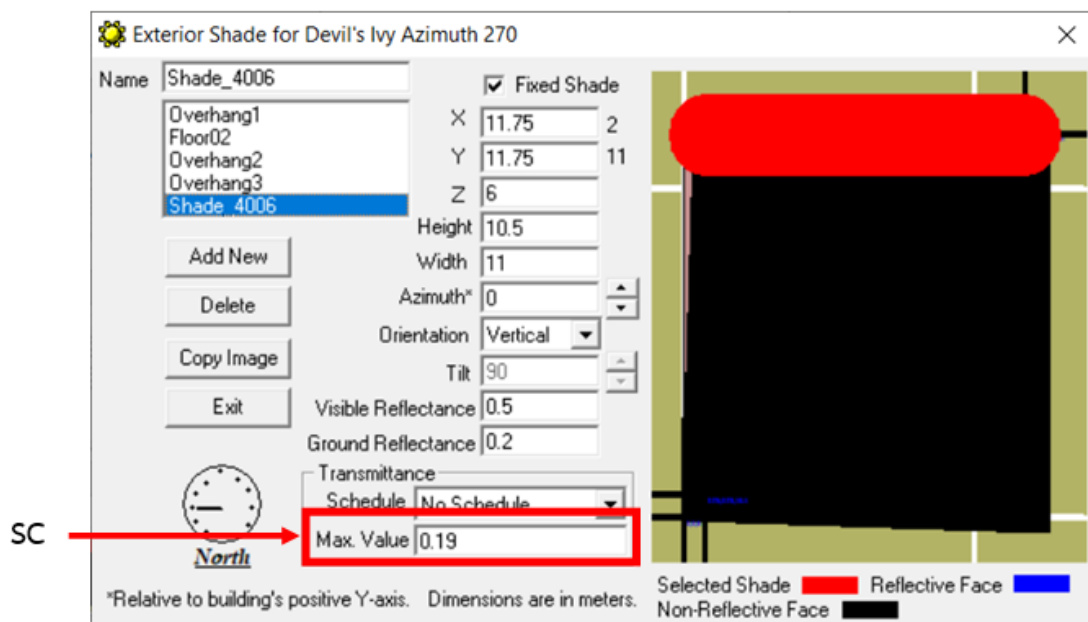 Exterior Shade for Devil's Ivy Azimuth 270
Name Shade_4006
Overhang1
Floor02
Overhang2
Overhang3
Shade_4006
Add New
Delete
Copy Image
Exit
North
Fixed Shade
X 11.75 2
Y 11.75 11
Z 6
Height 10.5
Width 11
Azimuth* 0
Orientation Vertical
Tilt 90
Visible Reflectance 0.5
Ground Reflectance 0.2
Transmittance
Schedule No Schedule
SC
Max. Value 0.19
*Relative to building's positive Y-axis. Dimensions are in meters.
Selected Shade Reflective Face
Non-Reflective Face